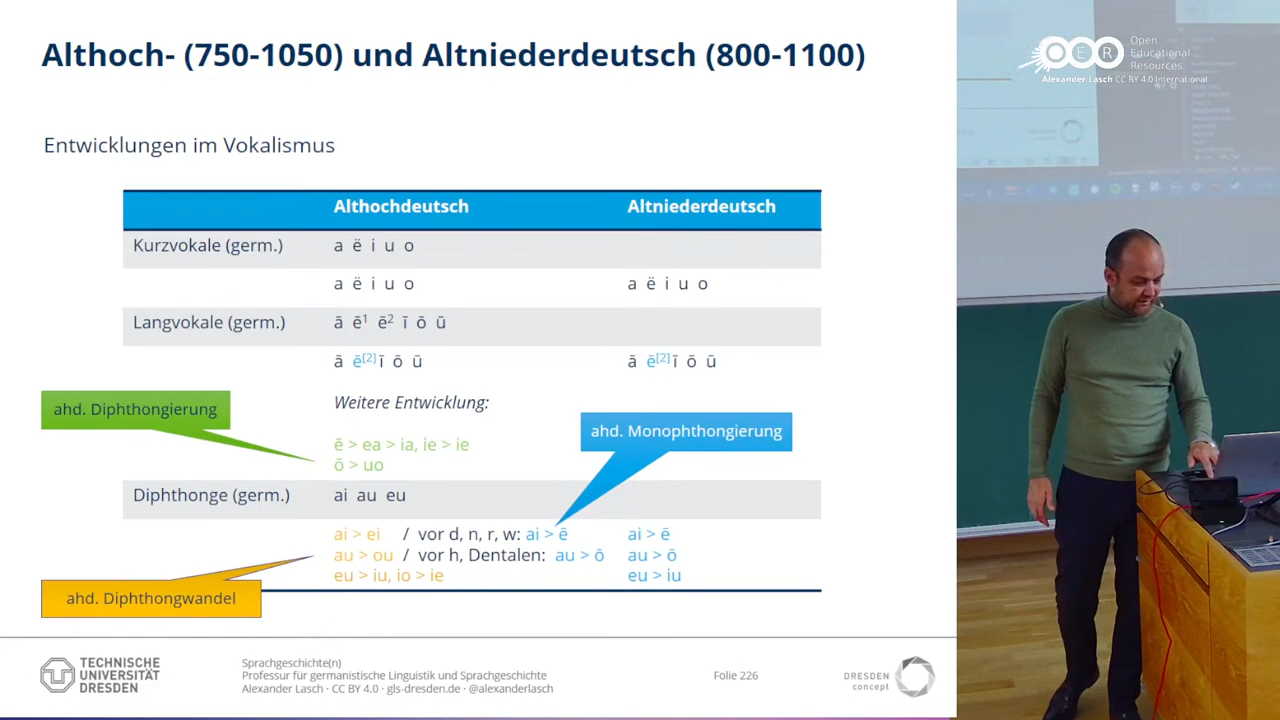 Althoch- (750-1050) und Altniederdeutsch (800-1100)
Entwicklungen im Vokalismus
Althochdeutsch Altniederdeutsch
Kurzvokale (germ.) a ë i u o
a ë i u o a ë i u o
Langvokale (germ.) ā ē¹ ē² ī ō ū
ā ē[2] ī ō ū ā ē[2] ī ō ū
ahd. Diphthongierung
Weitere Entwicklung:
ahd. Monophthongierung
ē > ea > ia, ie > ie
ō > uo
Diphthonge (germ.) ai au eu
ai > ei / vor d, n, r, w: ai > ē ai > ē
au > ou / vor h, Dentalen: au > ō au > ō
eu > iu, io > ie eu > iu
ahd. Diphthongwandel
TECHNISCHE
UNIVERSITÄT
DRESDEN
Sprachgeschichte(n)
Professur für germanistische Linguistik und Sprachgeschichte
Alexander Lasch · CC BY 4.0 · gls-dresden.de · @alexanderlasch
Folie 226
DRESDEN
concept
OER
Open
Educational
Resources
Alexander Lasch CC BY 4.0 International